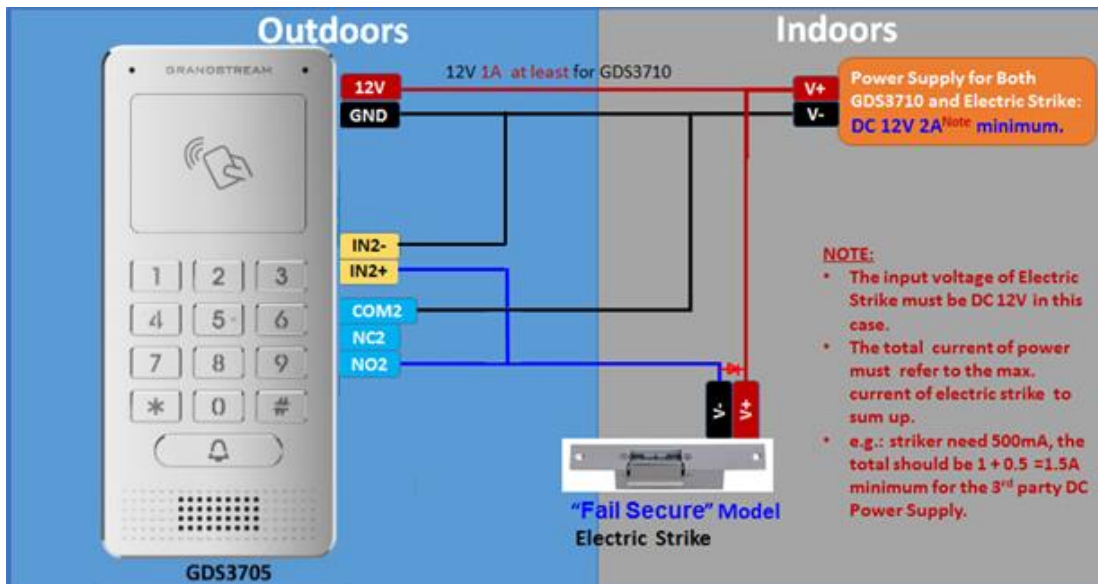 Outdoors
Indoors
GRANDSTREAM
12V
GND
12V 1A at least for GDS3710
V+
V-
Power Supply for Both
GDS3710 and Electric Strike:
DC 12V 2A Note minimum.
IN2-
IN2+
COM2
NC2
NO2
1 2 3
4 5 6
7 8 9
* 0 #
V-
V+
NOTE:
• The input voltage of Electric
Strike must be DC 12V in this
case.
• The total current of power
must refer to the max.
current of electric strike to
sum up.
• e.g.: striker need 500mA, the
total should be 1 + 0.5 =1.5A
minimum for the 3rd party DC
Power Supply.
"Fail Secure" Model
Electric Strike
GDS3705